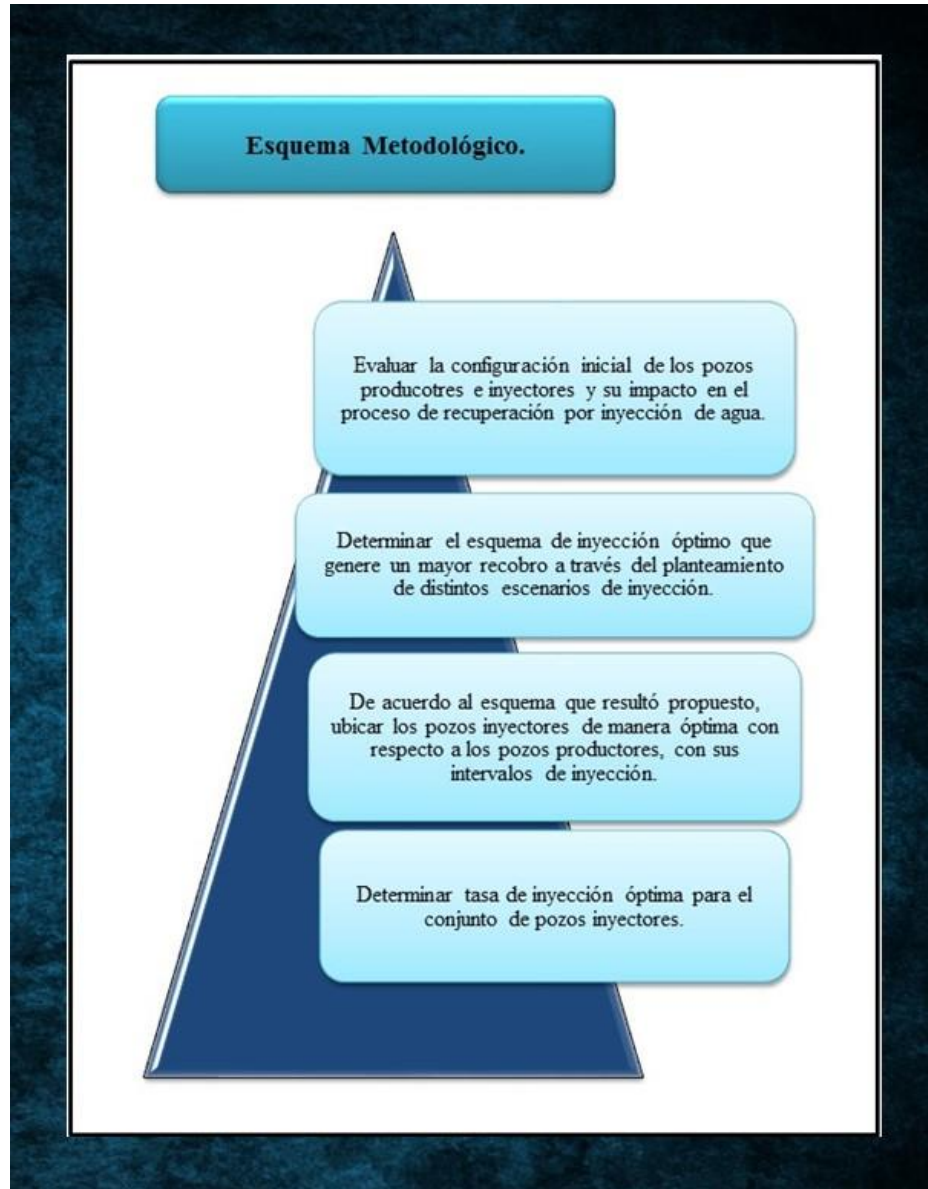 Esquema Metodológico.
Evaluar la configuración inicial de los pozos
producotres e inyectores y su impacto en el
proceso de recuperación por inyección de agua.
Determinar el esquema de inyección óptimo que
genere un mayor recobro a través del planteamiento
de distintos escenarios de inyección.
De acuerdo al esquema que resultó propuesto,
ubicar los pozos inyectores de manera óptima con
respecto a los pozos productores, con sus
intervalos de inyección.
Determinar tasa de inyección óptima para el
conjunto de pozos inyectores.